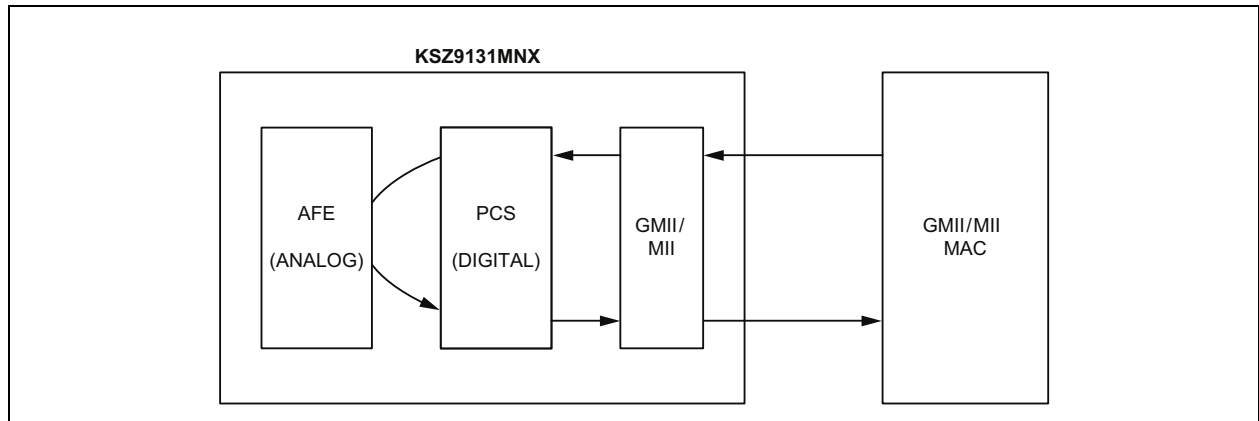 KSZ9131MNX
AFE
(ANALOG)
PCS
(DIGITAL)
GMII/
MII
GMII/MII
MAC